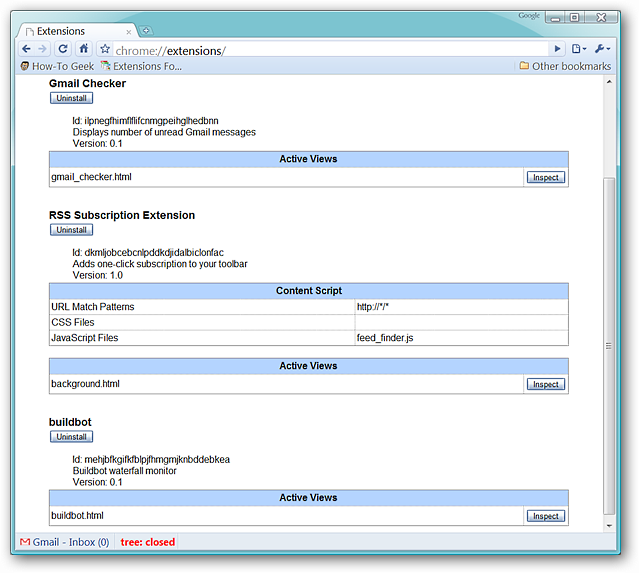 Google
Extensions
chrome://extensions/
How-To Geek Extensions Fo... Other bookmarks
Gmail Checker
Uninstall
Id: ilpnegfhimflflifcnmgpeihglhedbnn
Displays number of unread Gmail messages
Version: 0.1
Active Views
gmail_checker.html Inspect
RSS Subscription Extension
Uninstall
Id: dkmljobcebcnlpddkdjidalbiclonfac
Adds one-click subscription to your toolbar
Version: 1.0
Content Script
URL Match Patterns http://*/*
CSS Files
JavaScript Files feed_finder.js
Active Views
background.html Inspect
buildbot
Uninstall
Id: mehjbfkgifkfblpjfhmgmjknbddebkea
Buildbot waterfall monitor
Version: 0.1
Active Views
buildbot.html Inspect
Gmail - Inbox (0) tree: closed